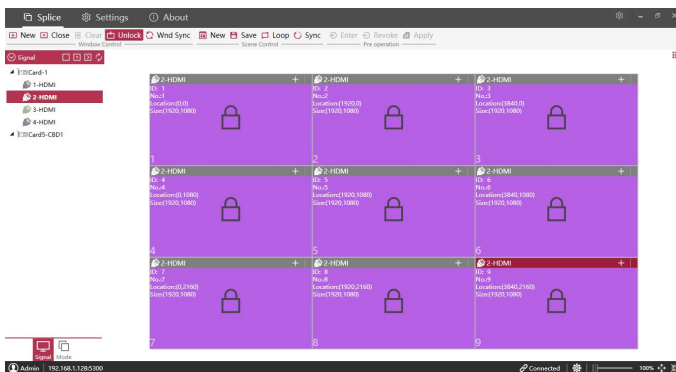 Splice Settings About
New Close Clear Unlock Wnd Sync New Save Loop Sync Enter Revoke Apply
Window Control Scene Control Pre operation
Signal
Card-1
1-HDMI
2-HDMI
3-HDMI
4-HDMI
Card5-CBD1
2-HDMI +
ID: 1
No.:1
Location:(0,0)
Size:(1920,1080)
1
2-HDMI +
ID: 2
No.:2
Location:(1920,0)
Size:(1920,1080)
2
2-HDMI +
ID: 3
No.:3
Location:(3840,0)
Size:(1920,1080)
3
2-HDMI +
ID: 4
No.:4
Location:(0,1080)
Size:(1920,1080)
4
2-HDMI +
ID: 5
No.:5
Location:(1920,1080)
Size:(1920,1080)
5
2-HDMI +
ID: 6
No.:6
Location:(3840,1080)
Size:(1920,1080)
6
2-HDMI +
ID: 7
No.:7
Location:(0,2160)
Size:(1920,1080)
7
2-HDMI +
ID: 8
No.:8
Location:(1920,2160)
Size:(1920,1080)
8
2-HDMI +
ID: 9
No.:9
Location:(3840,2160)
Size:(1920,1080)
9
Signal Mode
Admin 192.168.1.128:5300 Connected 100%